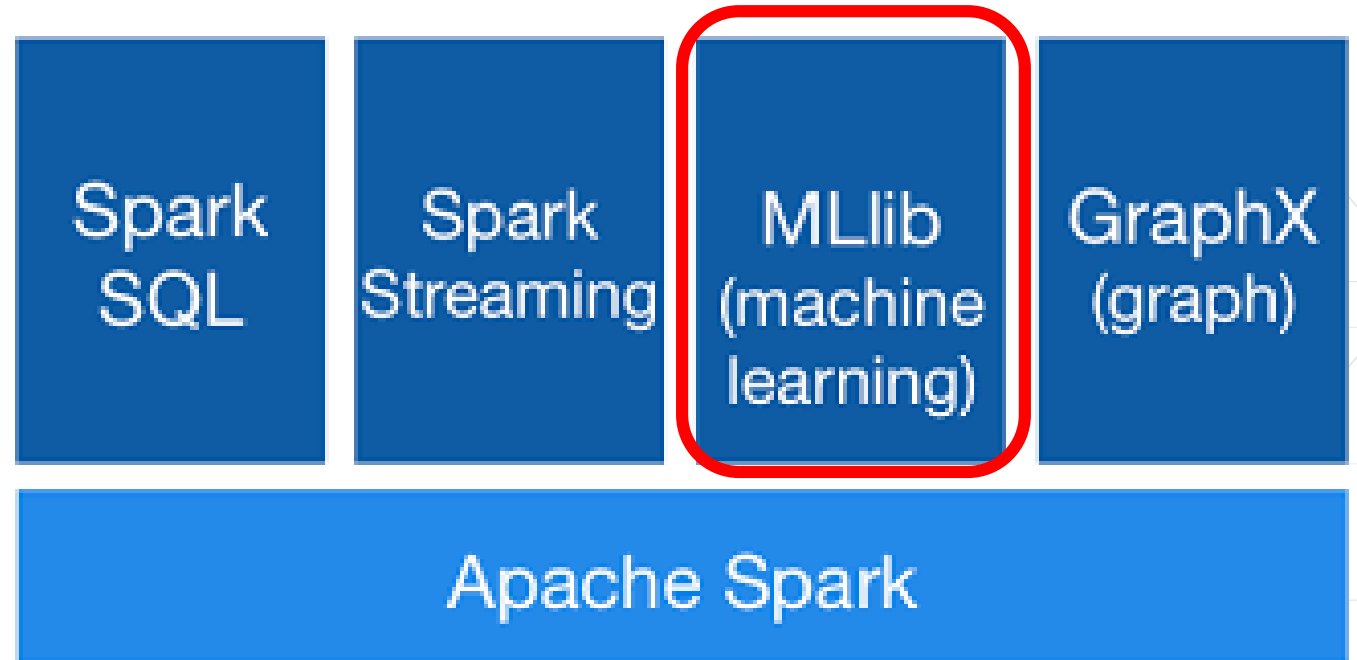 Spark
SQL
Spark
Streaming
MLlib
(machine
learning)
GraphX
(graph)
Apache Spark